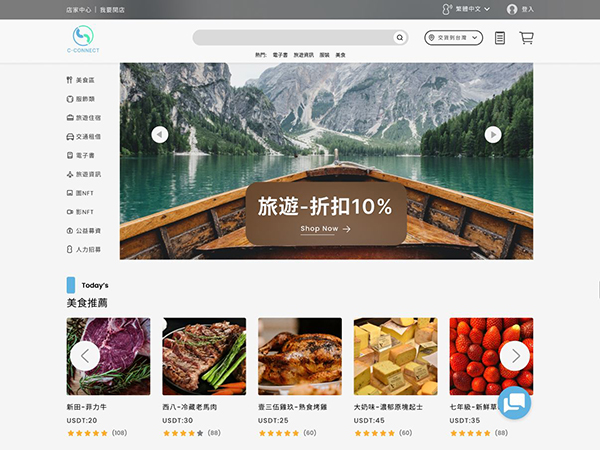 店家中心 | 我要開店
繁體中文
登入
C-CONNECT
交貨到台灣
熱門: 電子書 旅遊資訊 服裝 美食
美食區
服飾類
旅遊住宿
交通租借
電子書
旅遊資訊
圖NFT
影NFT
公益募資
人力招募
旅遊-折扣10%
Shop Now
Today's
美食推薦
新田-菲力牛
USDT:20
(108)
西八-冷藏老馬肉
USDT:30
(88)
壹三伍雞玖-熟食烤雞
USDT:25
(60)
大奶味-濃郁原塊起士
USDT:45
(60)
七年級-新鮮草
USDT:35
(88)